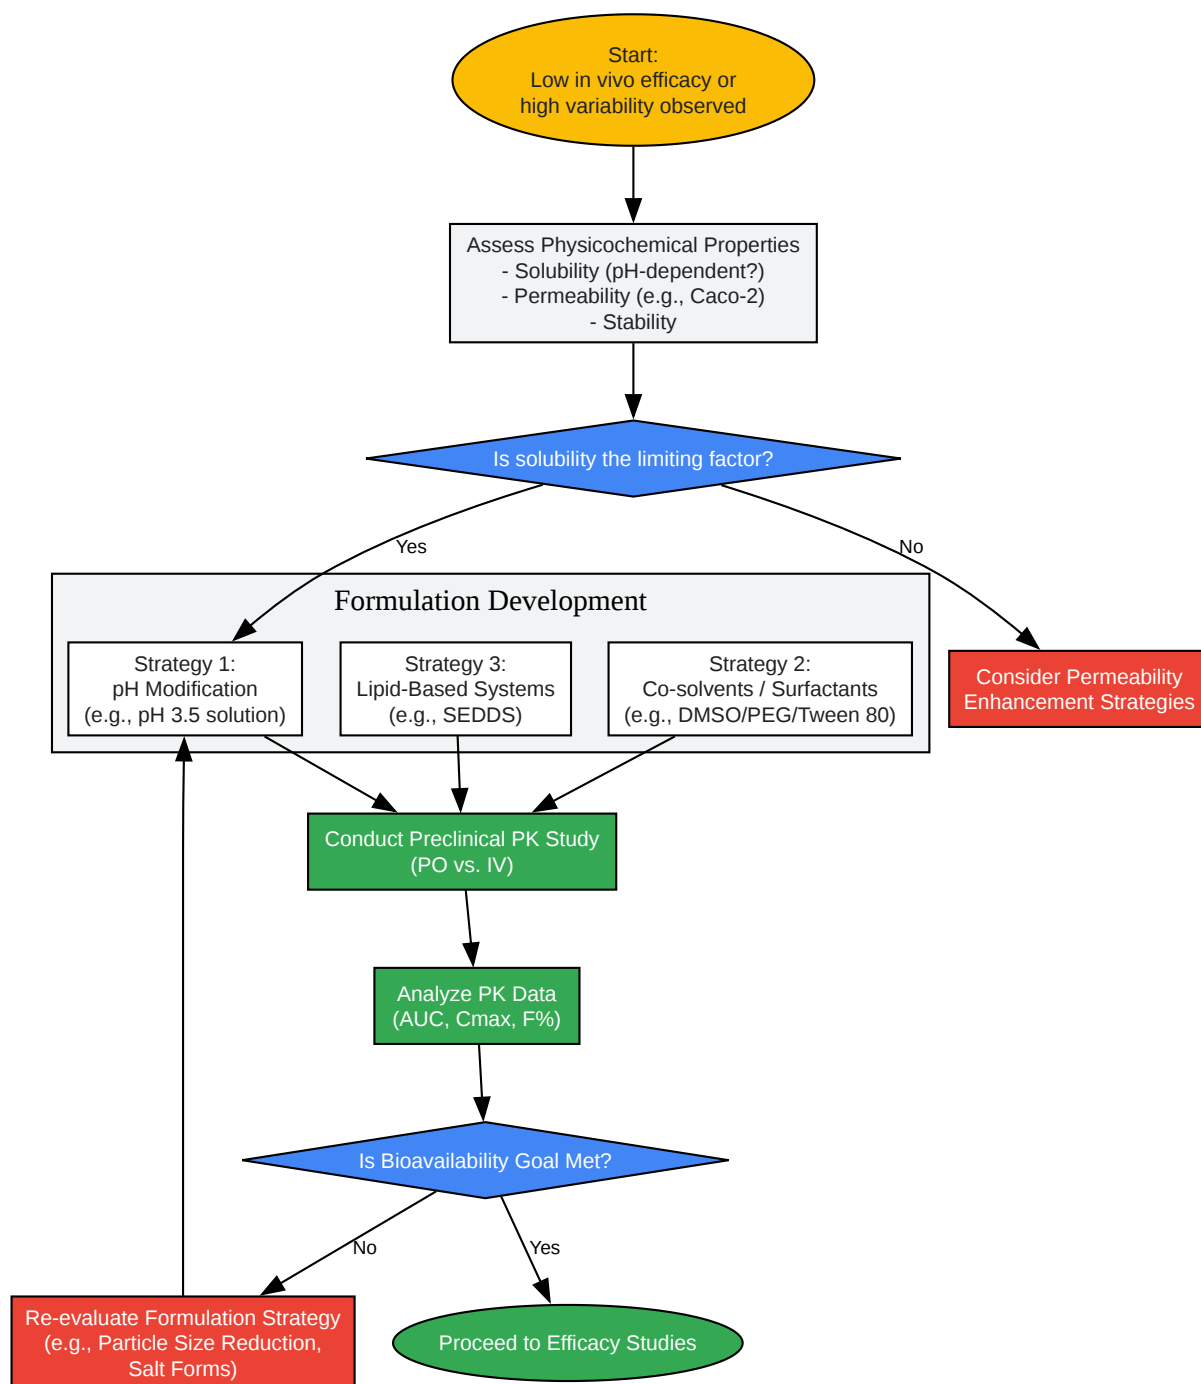 Start:
Low in vivo efficacy or
high variability observed
Assess Physicochemical Properties
- Solubility (pH-dependent?)
- Permeability (e.g., Caco-2)
- Stability
Is solubility the limiting factor?
Yes
No
Formulation Development
Strategy 1:
pH Modification
(e.g., pH 3.5 solution)
Strategy 3:
Lipid-Based Systems
(e.g., SEDDS)
Strategy 2:
Co-solvents / Surfactants
(e.g., DMSO/PEG/Tween 80)
Consider Permeability
Enhancement Strategies
Conduct Preclinical PK Study
(PO vs. IV)
Analyze PK Data
(AUC, Cmax, F%)
Is Bioavailability Goal Met?
No
Yes
Re-evaluate Formulation Strategy
(e.g., Particle Size Reduction,
Salt Forms)
Proceed to Efficacy Studies